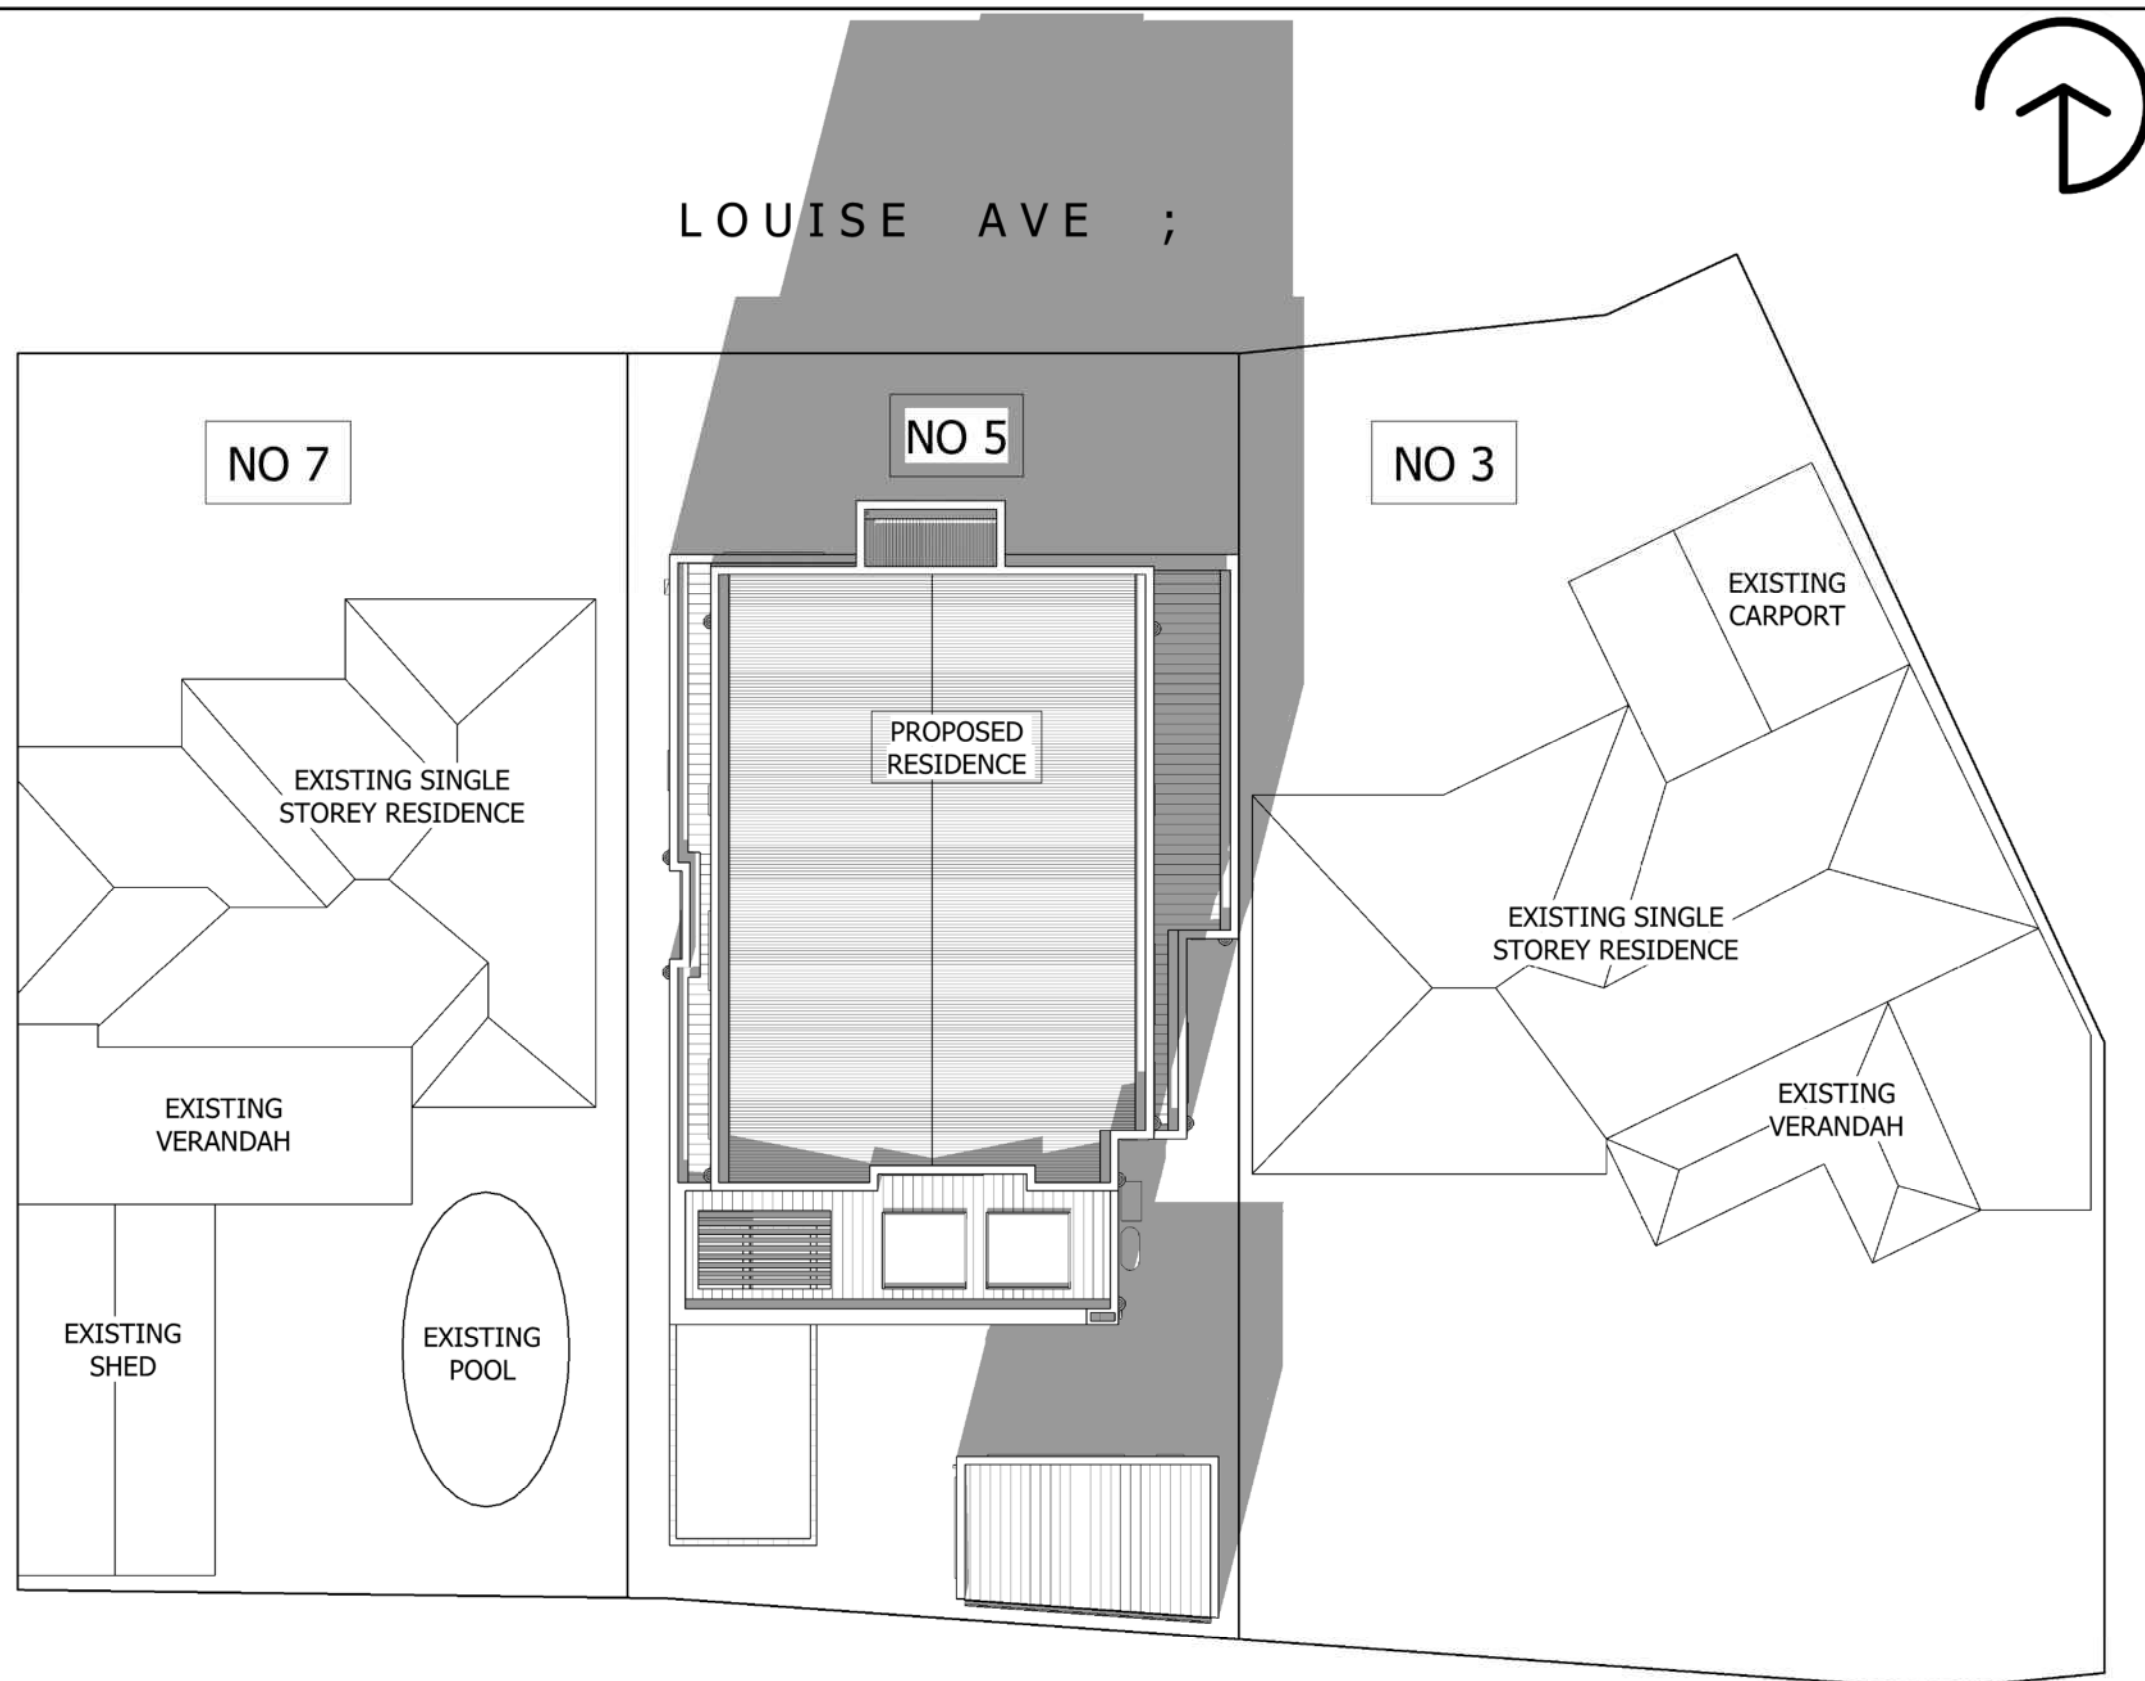 LOUISE AVE ;
NO 7
NO 5
NO 3
EXISTING
CARPORT
PROPOSED
RESIDENCE
EXISTING SINGLE
STOREY RESIDENCE
EXISTING SINGLE
STOREY RESIDENCE
EXISTING
VERANDAH
EXISTING
VERANDAH
EXISTING
SHED
EXISTING
POOL